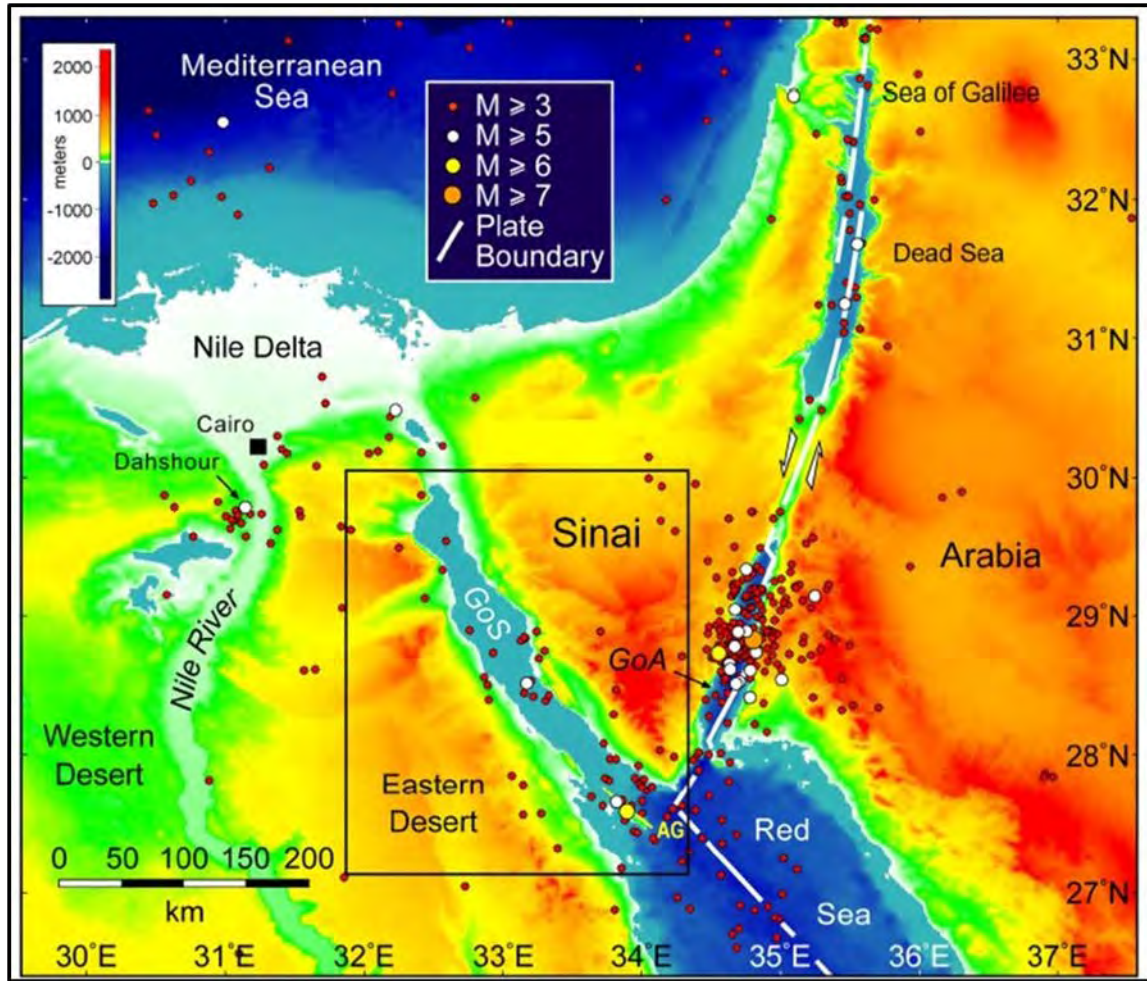 2000
1000
0
-1000
-2000
meters
Mediterranean
Sea
M ⩾ 3
M ⩾ 5
M ⩾ 6
M ⩾ 7
Plate
Boundary
33°N
Sea of Galilee
32°N
Dead Sea
31°N
Nile Delta
Cairo
Dahshour
30°N
Sinai
Arabia
GoS
29°N
GoA
Nile River
Western
Desert
28°N
Eastern
Desert
AG
Red
Sea
27°N
0 50 100 150 200
km
30°E 31°E 32°E 33°E 34°E 35°E 36°E 37°E